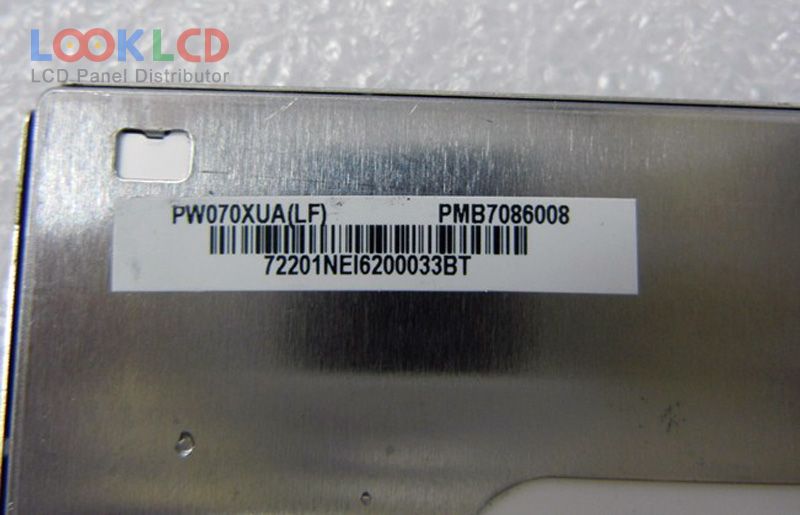 LOOKLCD
LCD Panel Distributor
PW070XUA(LF) PMB7086008
72201NEI6200033BT